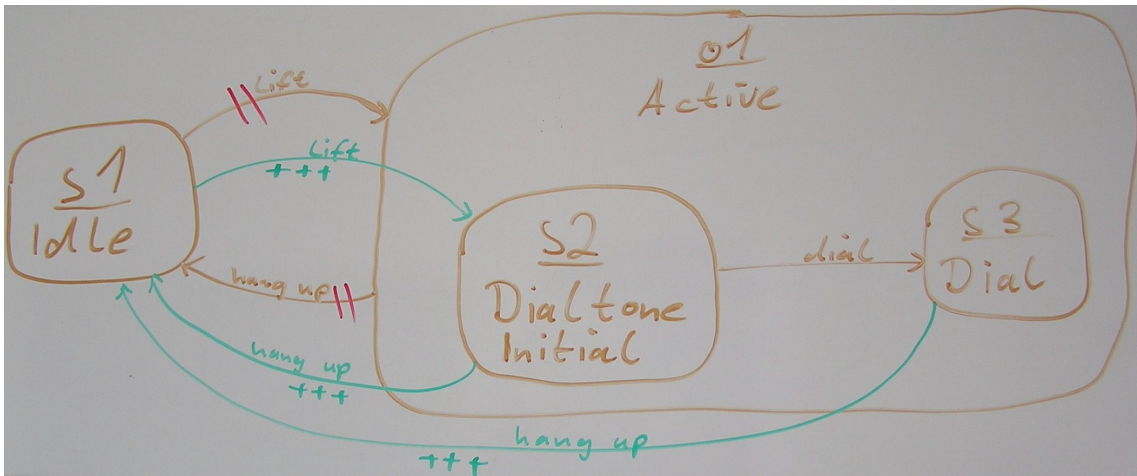 o1
Active
Lift
Lift
+++
s1
Idle
s2
Dialtone
Initial
dial
s3
Dial
hang up
hang up
+++
hang up
+++